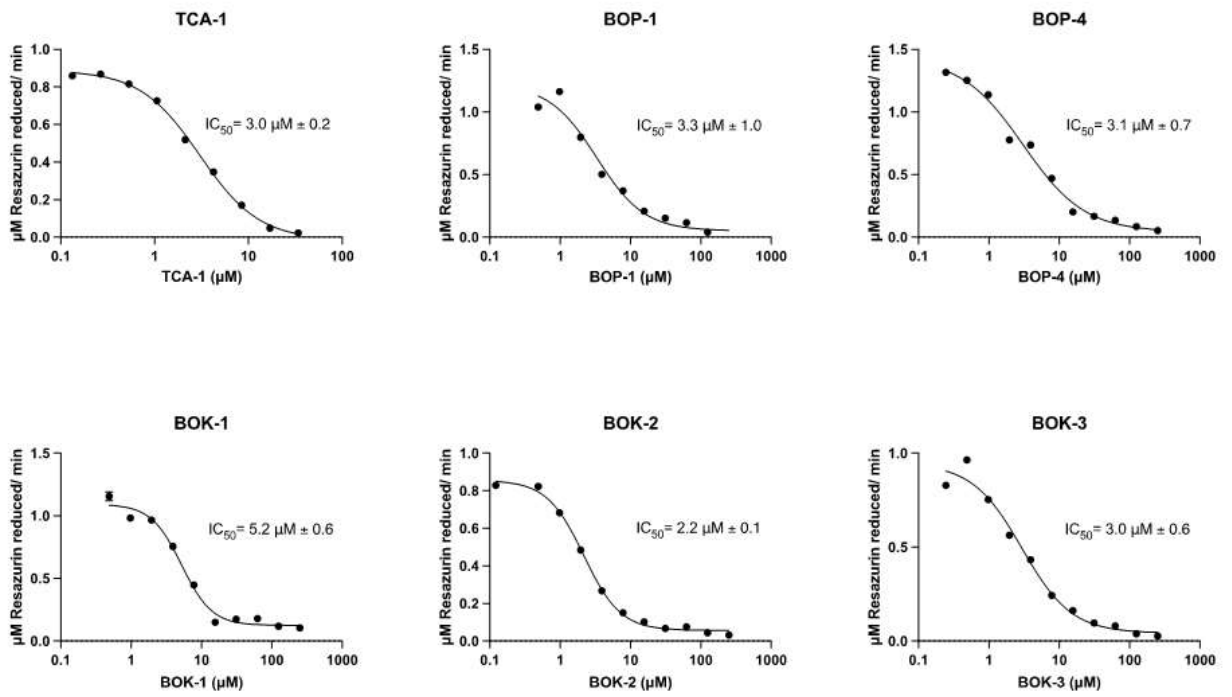 TCA-1
µM Resazurin reduced/ min
1.0
0.8
0.6
0.4
0.2
0.0
IC50= 3.0 µM ± 0.2
0.1 1 10 100
TCA-1 (µM)
BOP-1
µM Resazurin reduced/ min
1.5
1.0
0.5
0.0
IC50= 3.3 µM ± 1.0
0.1 1 10 100 1000
BOP-1 (µM)
BOP-4
µM Resazurin reduced/ min
1.5
1.0
0.5
0.0
IC50= 3.1 µM ± 0.7
0.1 1 10 100 1000
BOP-4 (µM)
BOK-1
µM Resazurin reduced/ min
1.5
1.0
0.5
0.0
IC50= 5.2 µM ± 0.6
0.1 1 10 100 1000
BOK-1 (µM)
BOK-2
µM Resazurin reduced/ min
1.0
0.8
0.6
0.4
0.2
0.0
IC50= 2.2 µM ± 0.1
0.1 1 10 100 1000
BOK-2 (µM)
BOK-3
µM Resazurin reduced/ min
1.0
0.5
0.0
IC50= 3.0 µM ± 0.6
0.1 1 10 100 1000
BOK-3 (µM)